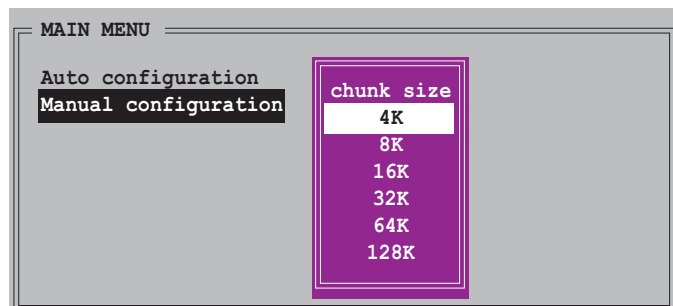 MAIN MENU
Auto configuration
Manual configuration
chunk size
4K
8K
16K
32K
64K
128K